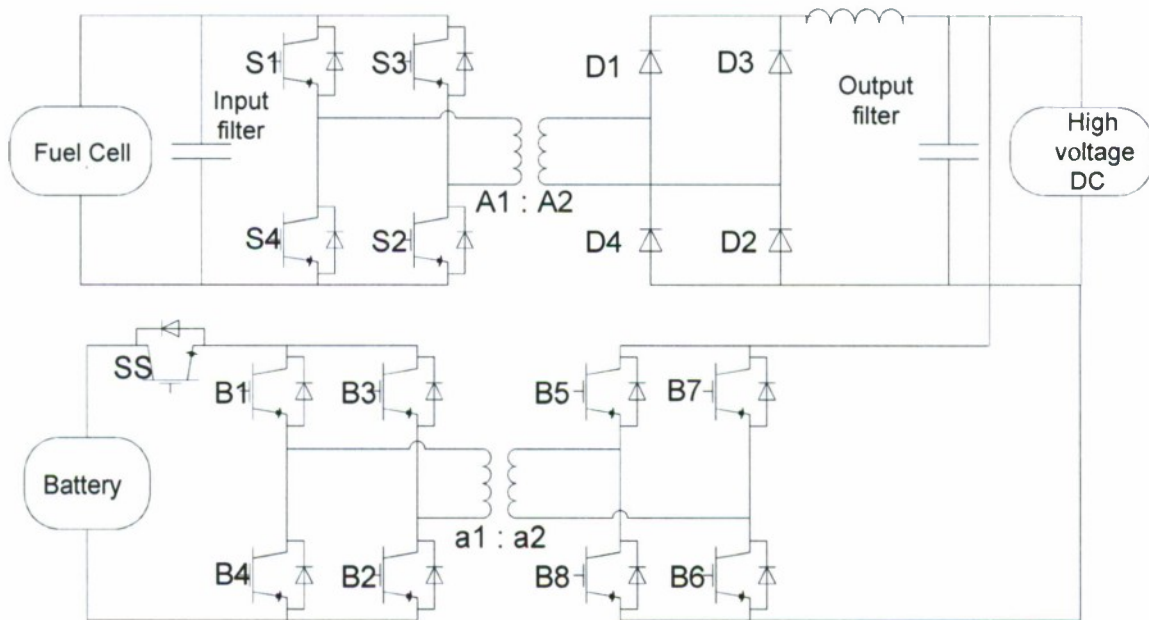 S1
S3
D1
D3
Input
filter
Output
filter
Fuel Cell
High
voltage
DC
A1 : A2
S4
S2
D4
D2
SS
B1
B3
B5
B7
Battery
a1 : a2
B4
B2
B8
B6